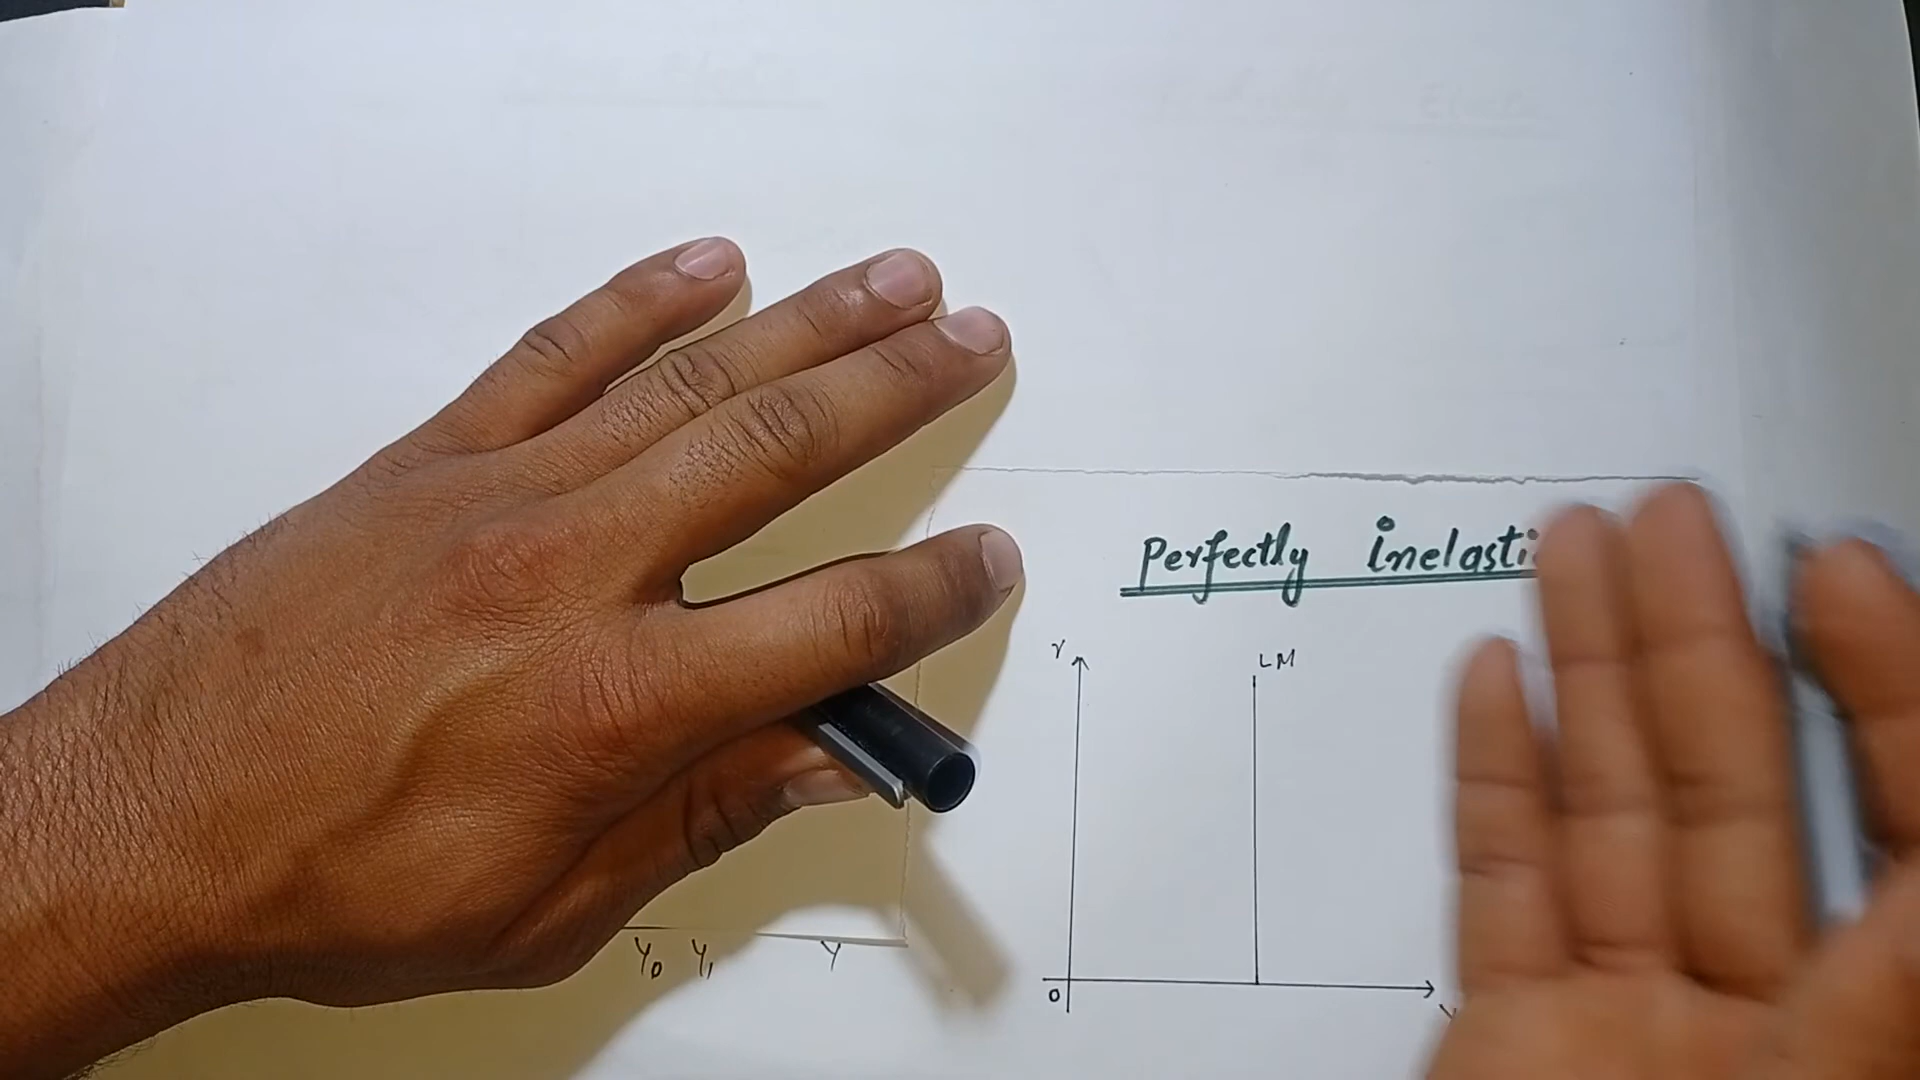 Perfectly inelasti
r
LM
Y₀ Y₁ Y
0
Y